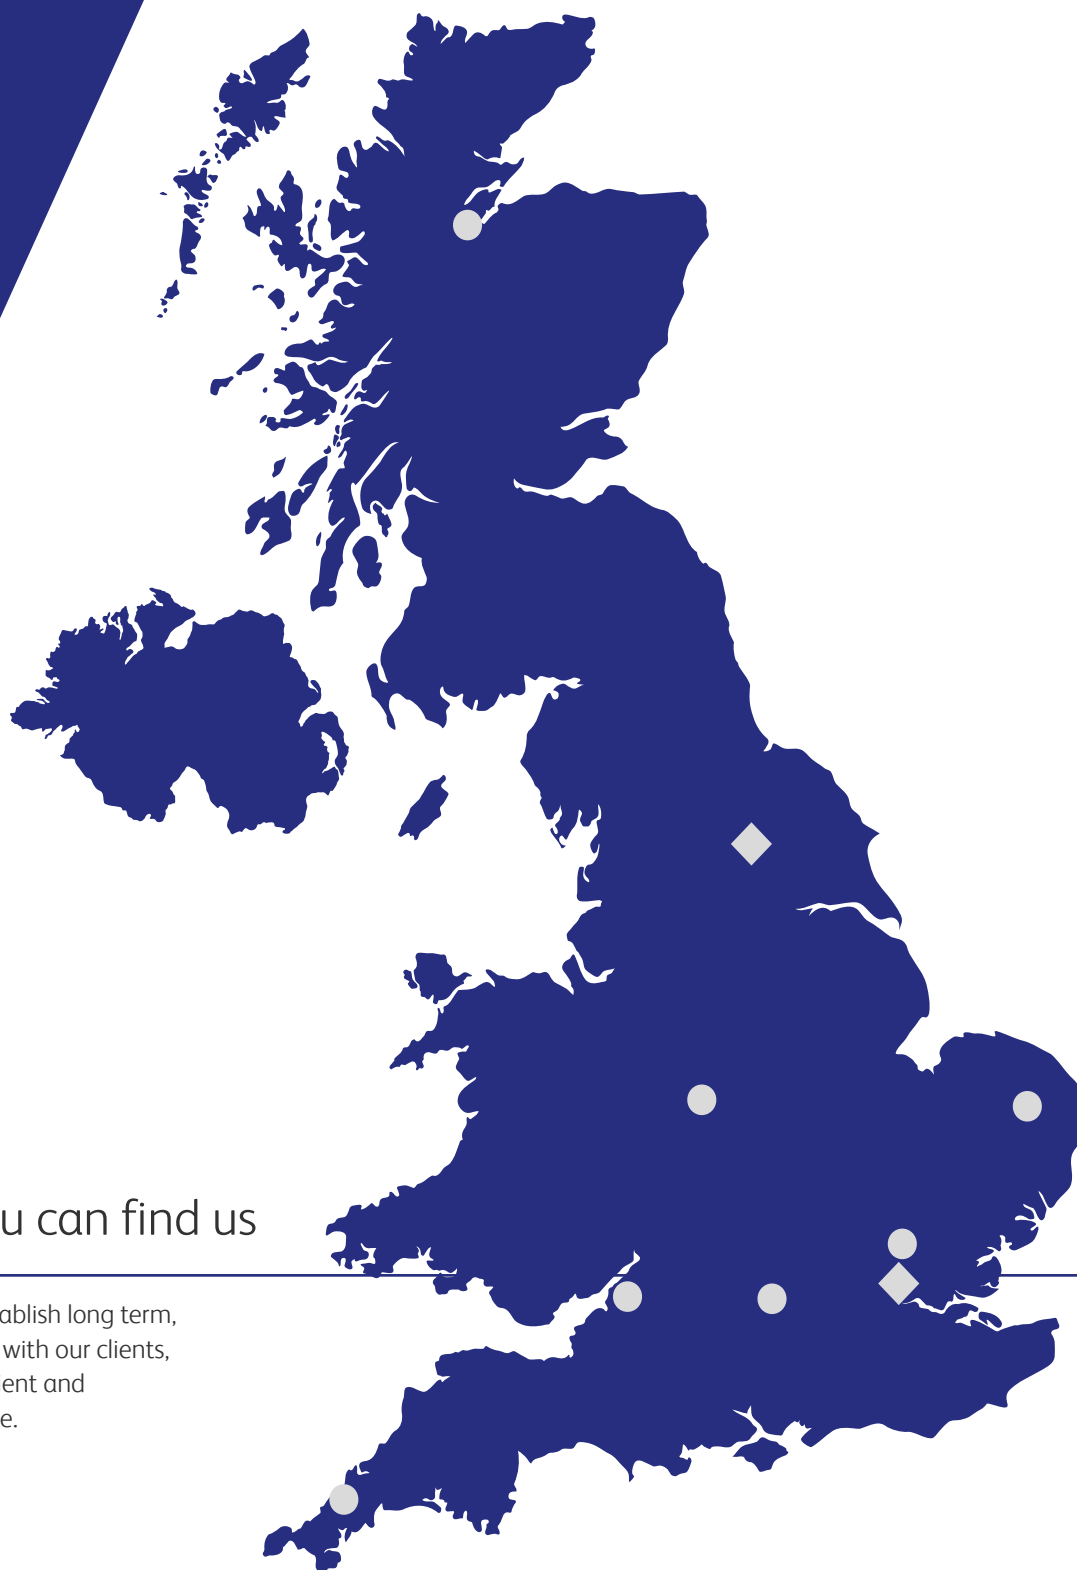 u can find us
ablish long term,
with our clients,
ent and
e.